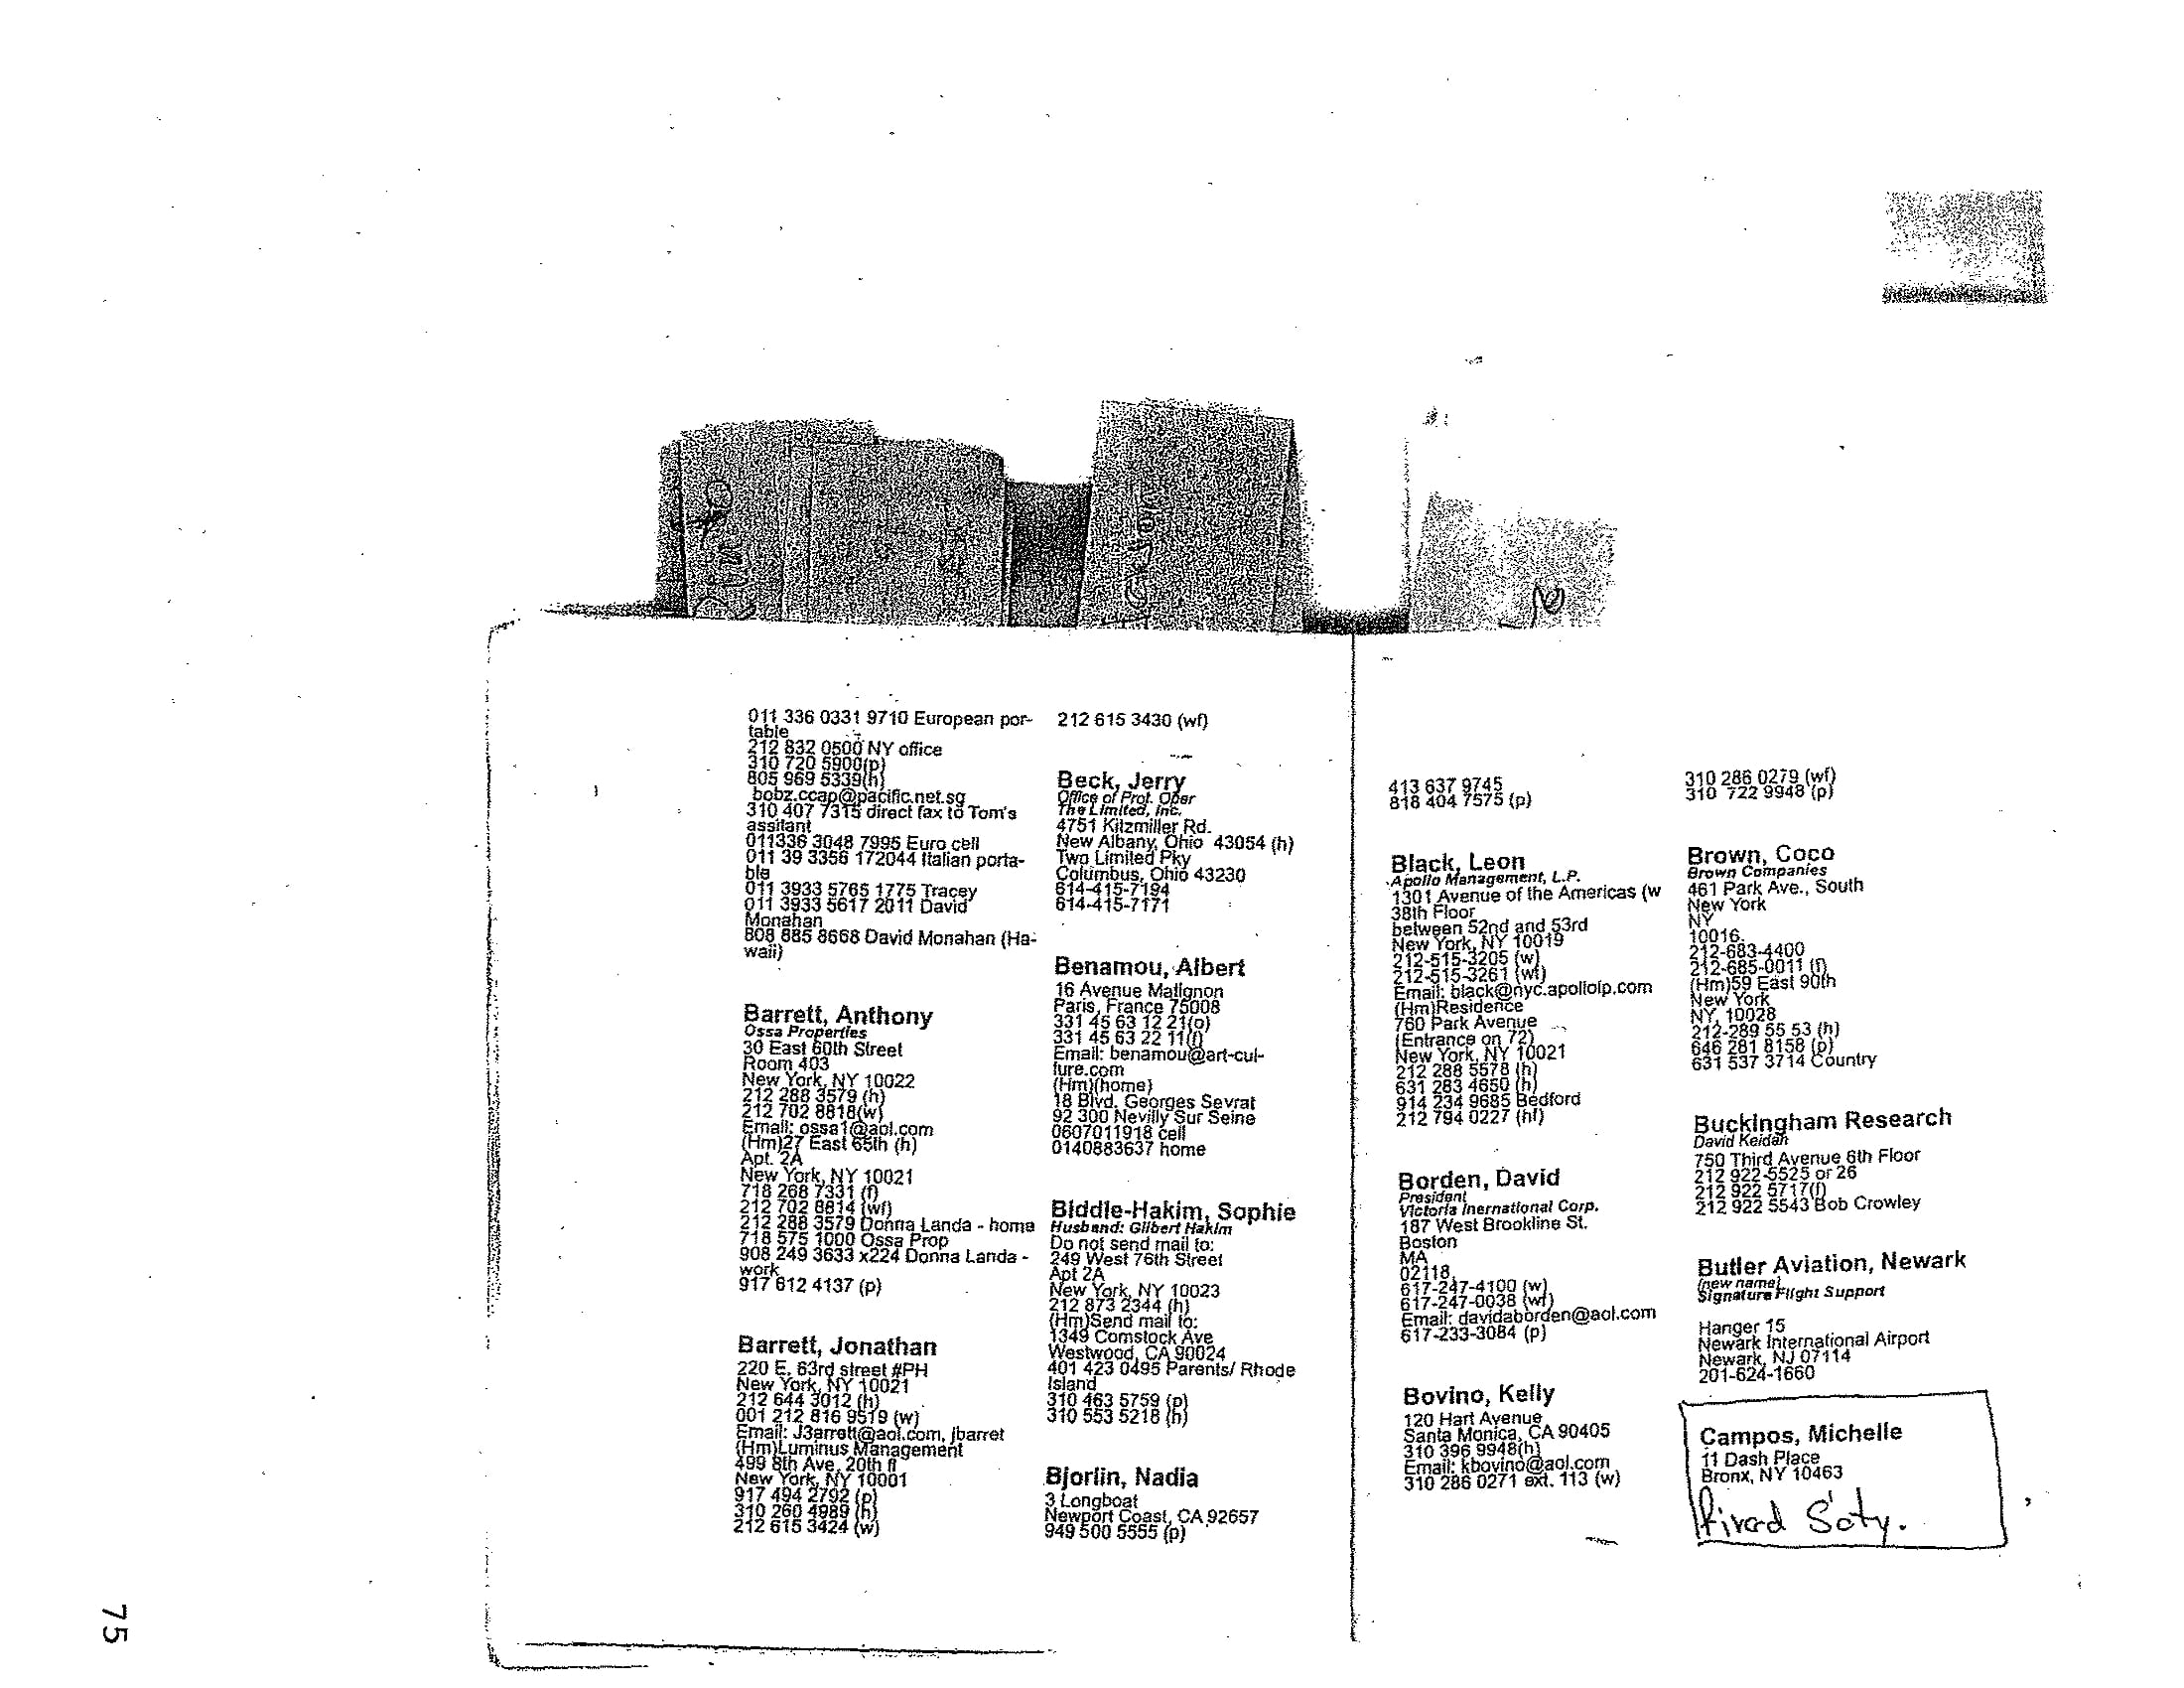 011 336 0331 9710 European por-
table
212 832 0500 NY office
310 720 5900(p)
805 969 5339(h)
bobz.ccap@pacific.net.sg
310 407 7315 direct fax to Tom's
assitant
011336 3048 7995 Euro cell
011 39 3356 172044 Italian porta-
ble
011 3933 5765 1775 Tracey
011 3933 5617 2011 David
Monahan
808 885 8668 David Monahan (Ha-
waii)
Barrett, Anthony
Ossa Properties
30 East 60th Street
Room 403
New York, NY 10022
212 288 3579 (h)
212 702 8818(w)
Email: ossa1@aol.com
(Hm)27 East 65th (h)
Apt. 2A
New York, NY 10021
718 268 7331 (f)
212 702 8814 (wf)
212 288 3579 Donna Landa - home
718 575 1000 Ossa Prop
908 249 3633 x224 Donna Landa -
work
917 612 4137 (p)
Barrett, Jonathan
220 E. 63rd street #PH
New York, NY 10021
212 644 3012 (h)
001 212 816 9519 (w)
Email: @aol.com, jbarret
(Hm)Luminus Management
499 8th Ave, 20th fl
New York, NY 10001
917 494 2792 (p)
310 260 4989 (h)
212 615 3424 (w)
212 615 3430 (wf)
Beck, Jerry
Office of Prot. Oper
The Limited, Inc.
4751 Kitzmiller Rd.
New Albany, Ohio 43054 (h)
Two Limited Pky
Columbus, Ohio 43230
614-415-7194
614-415-7171
Benamou, Albert
16 Avenue Matignon
Paris, France 75008
331 45 63 12 21(o)
331 45 63 22 11(f)
Email: benamou@art-cul-
ture.com
(Hm)(home)
18 Blvd. Georges Sevrat
92 300 Nevilly Sur Seine
0607011918 cell
0140883637 home
Biddle-Hakim, Sophie
Husband: Gilbert Hakim
Do not send mail to:
249 West 76th Street
Apt 2A
New York, NY 10023
212 873 2344 (h)
(Hm)Send mail to:
1349 Comstock Ave
Westwood, CA 90024
401 423 0495 Parents/ Rhode
Island
310 463 5759 (p)
310 553 5218 (h)
Bjorlin, Nadia
3 Longboat
Newport Coast, CA 92657
949 500 5555 (p)
413 637 9745
818 404 7575 (p)
Black, Leon
Apollo Management, L.P.
1301 Avenue of the Americas (w
38th Floor
between 52nd and 53rd
New York, NY 10019
212-515-3205 (w)
212-515-3261 (wf)
Email: black@nyc.apollolp.com
(Hm)Residence
760 Park Avenue
(Entrance on 72)
New York, NY 10021
212 288 5578 (h)
631 283 4650 (h)
914 234 9685 Bedford
212 794 0227 (hf)
Borden, David
President
Victoria Inernational Corp.
187 West Brookline St.
Boston
MA
02118
617-247-4100 (w)
617-247-0038 (wf)
Email: davidaborden@aol.com
617-233-3084 (p)
Bovino, Kelly
120 Hart Avenue
Santa Monica, CA 90405
310 396 9948(h)
Email: kbovino@aol.com
310 286 0271 ext. 113 (w)
310 286 0279 (wf)
310 722 9948 (p)
Brown, Coco
Brown Companies
461 Park Ave., South
New York
NY
10016
212-683-4400
212-685-0011 (f)
(Hm)59 East 90th
New York
NY, 10028
212-289 55 53 (h)
646 281 8158 (p)
631 537 3714 Country
Buckingham Research
David Keidan
750 Third Avenue 6th Floor
212 922-5525 or 26
212 922 5717(f)
212 922 5543 Bob Crowley
Butler Aviation, Newark
(new name)
Signature Flight Support
Hanger 15
Newark International Airport
Newark, NJ 07114
201-624-1660
Campos, Michelle
11 Dash Place
Bronx, NY 10463
75